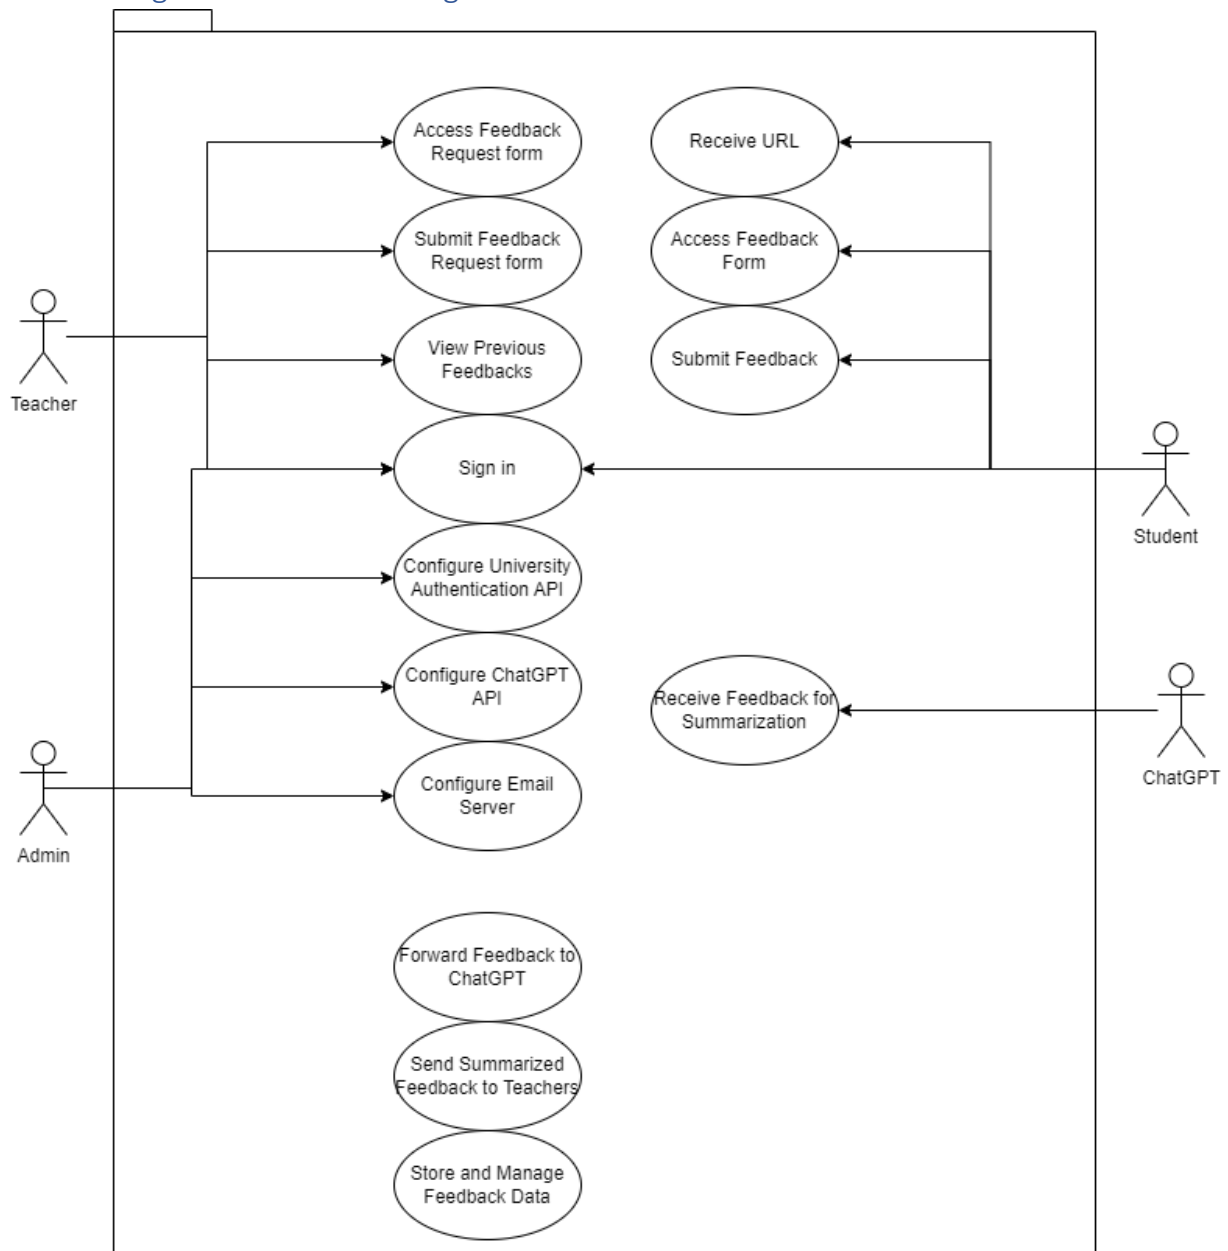 Access Feedback
Request form
Receive URL
Submit Feedback
Request form
Access Feedback
Form
View Previous
Feedbacks
Submit Feedback
Teacher
Sign in
Student
Configure University
Authentication API
Configure ChatGPT
API
Receive Feedback for
Summarization
ChatGPT
Configure Email
Server
Admin
Forward Feedback to
ChatGPT
Send Summarized
Feedback to Teachers
Store and Manage
Feedback Data